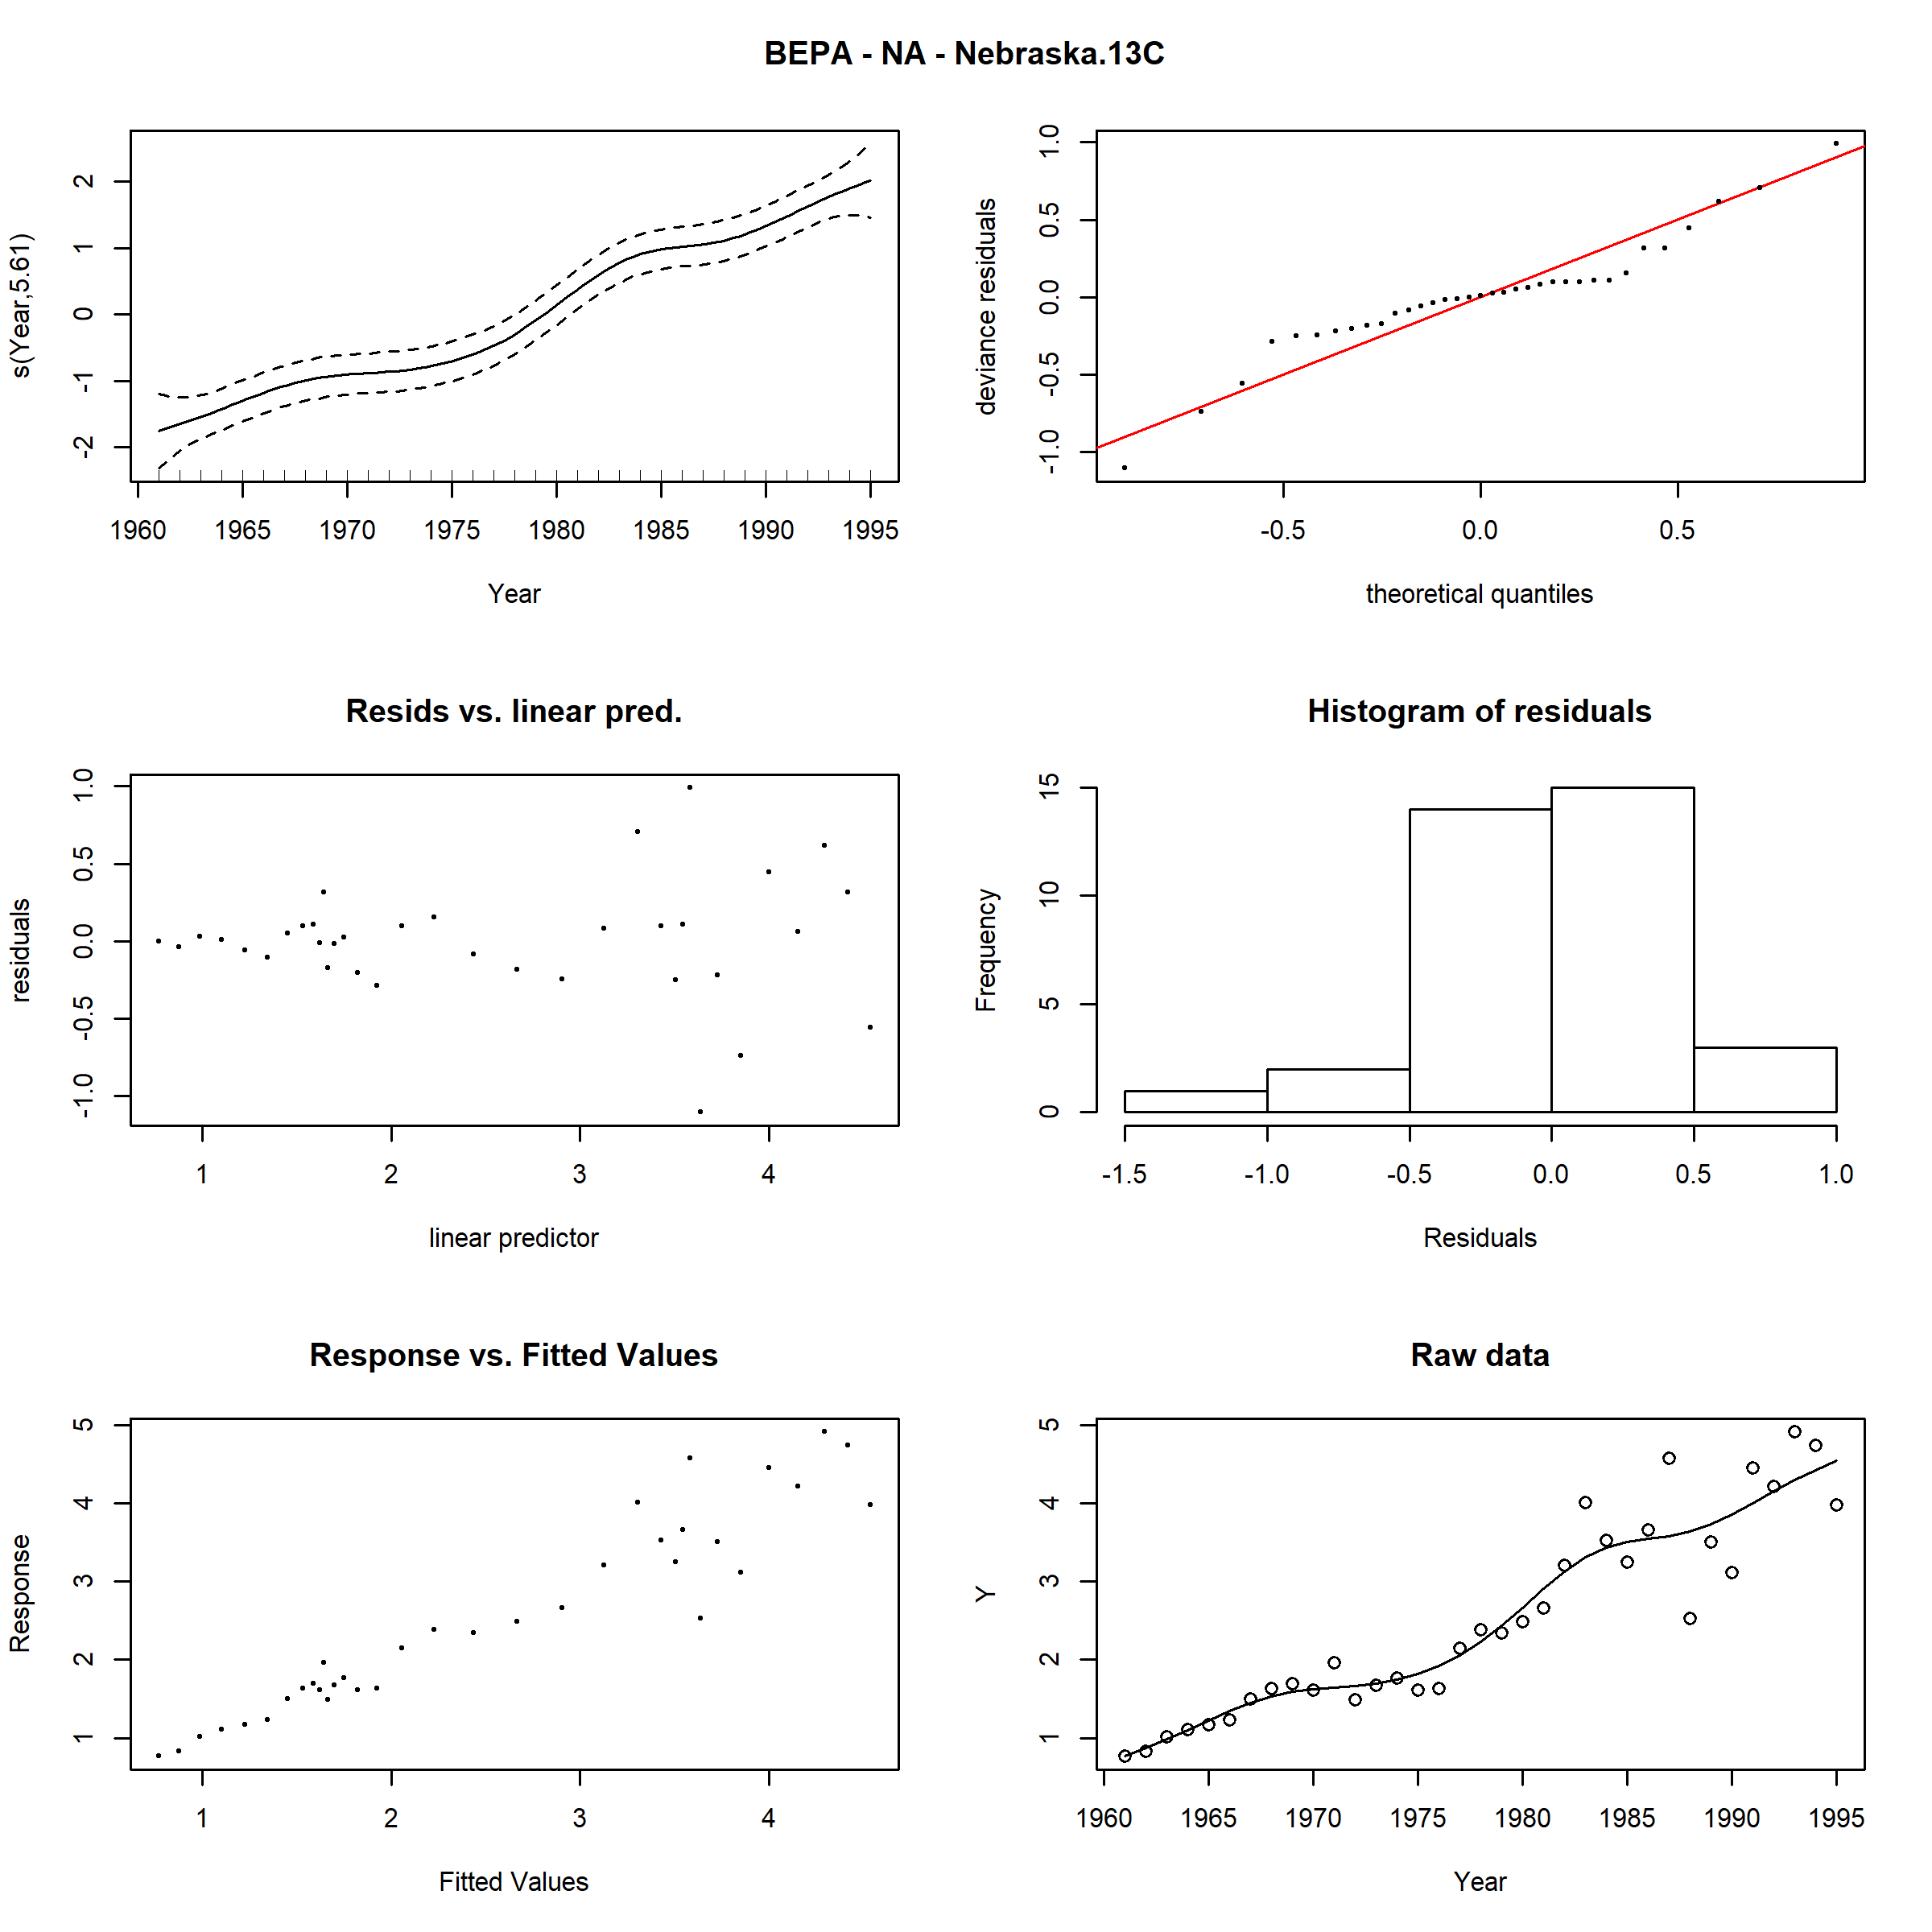 BEPA - NA - Nebraska.13C
s(Year,5.61)
2
1
0
-1
-2
1960 1965 1970 1975 1980 1985 1990 1995
Year
deviance residuals
1.0
0.5
0.0
-0.5
-1.0
-0.5 0.0 0.5
theoretical quantiles
Resids vs. linear pred.
residuals
1.0
0.5
0.0
-0.5
-1.0
1 2 3 4
linear predictor
Histogram of residuals
Frequency
15
10
5
0
-1.5 -1.0 -0.5 0.0 0.5 1.0
Residuals
Response vs. Fitted Values
Response
5
4
3
2
1
1 2 3 4
Fitted Values
Raw data
Y
5
4
3
2
1
1960 1965 1970 1975 1980 1985 1990 1995
Year